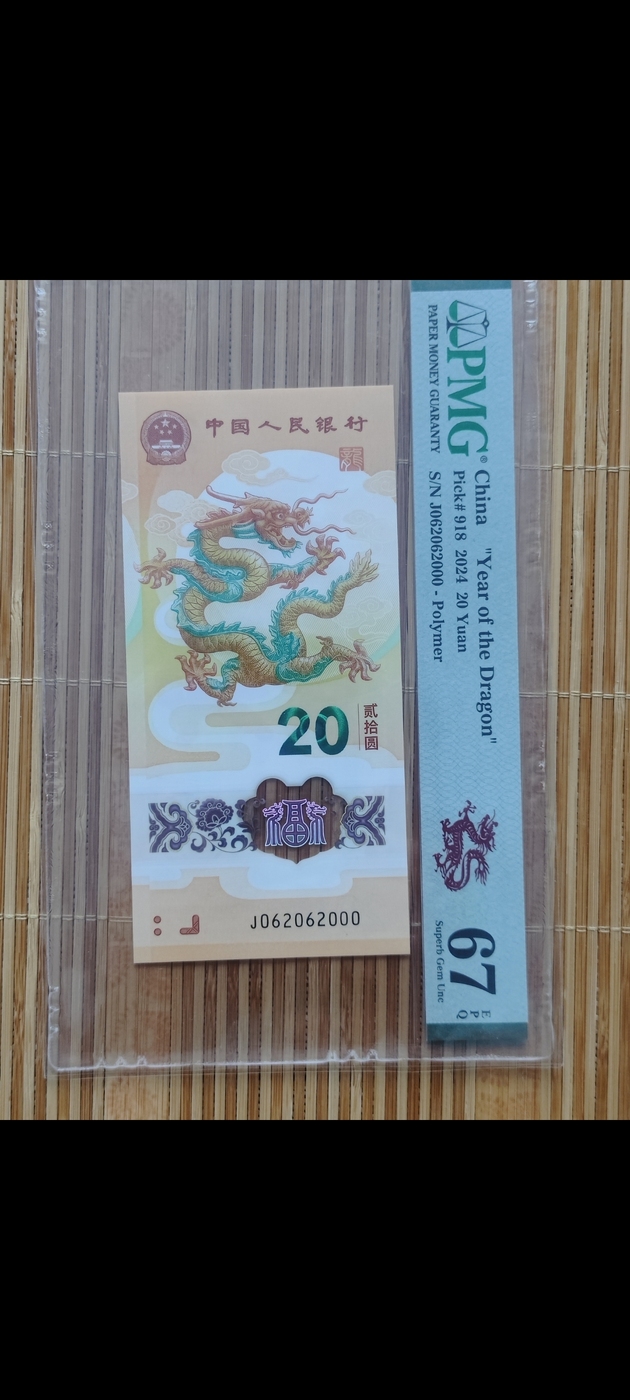 中国人民银行
20
贰拾圆
福
J062062000
PMG®
PAPER MONEY GUARANTY
China "Year of the Dragon"
Pick# 918 2024 20 Yuan
S/N J062062000 - Polymer
67 EPQ
Superb Gem Unc